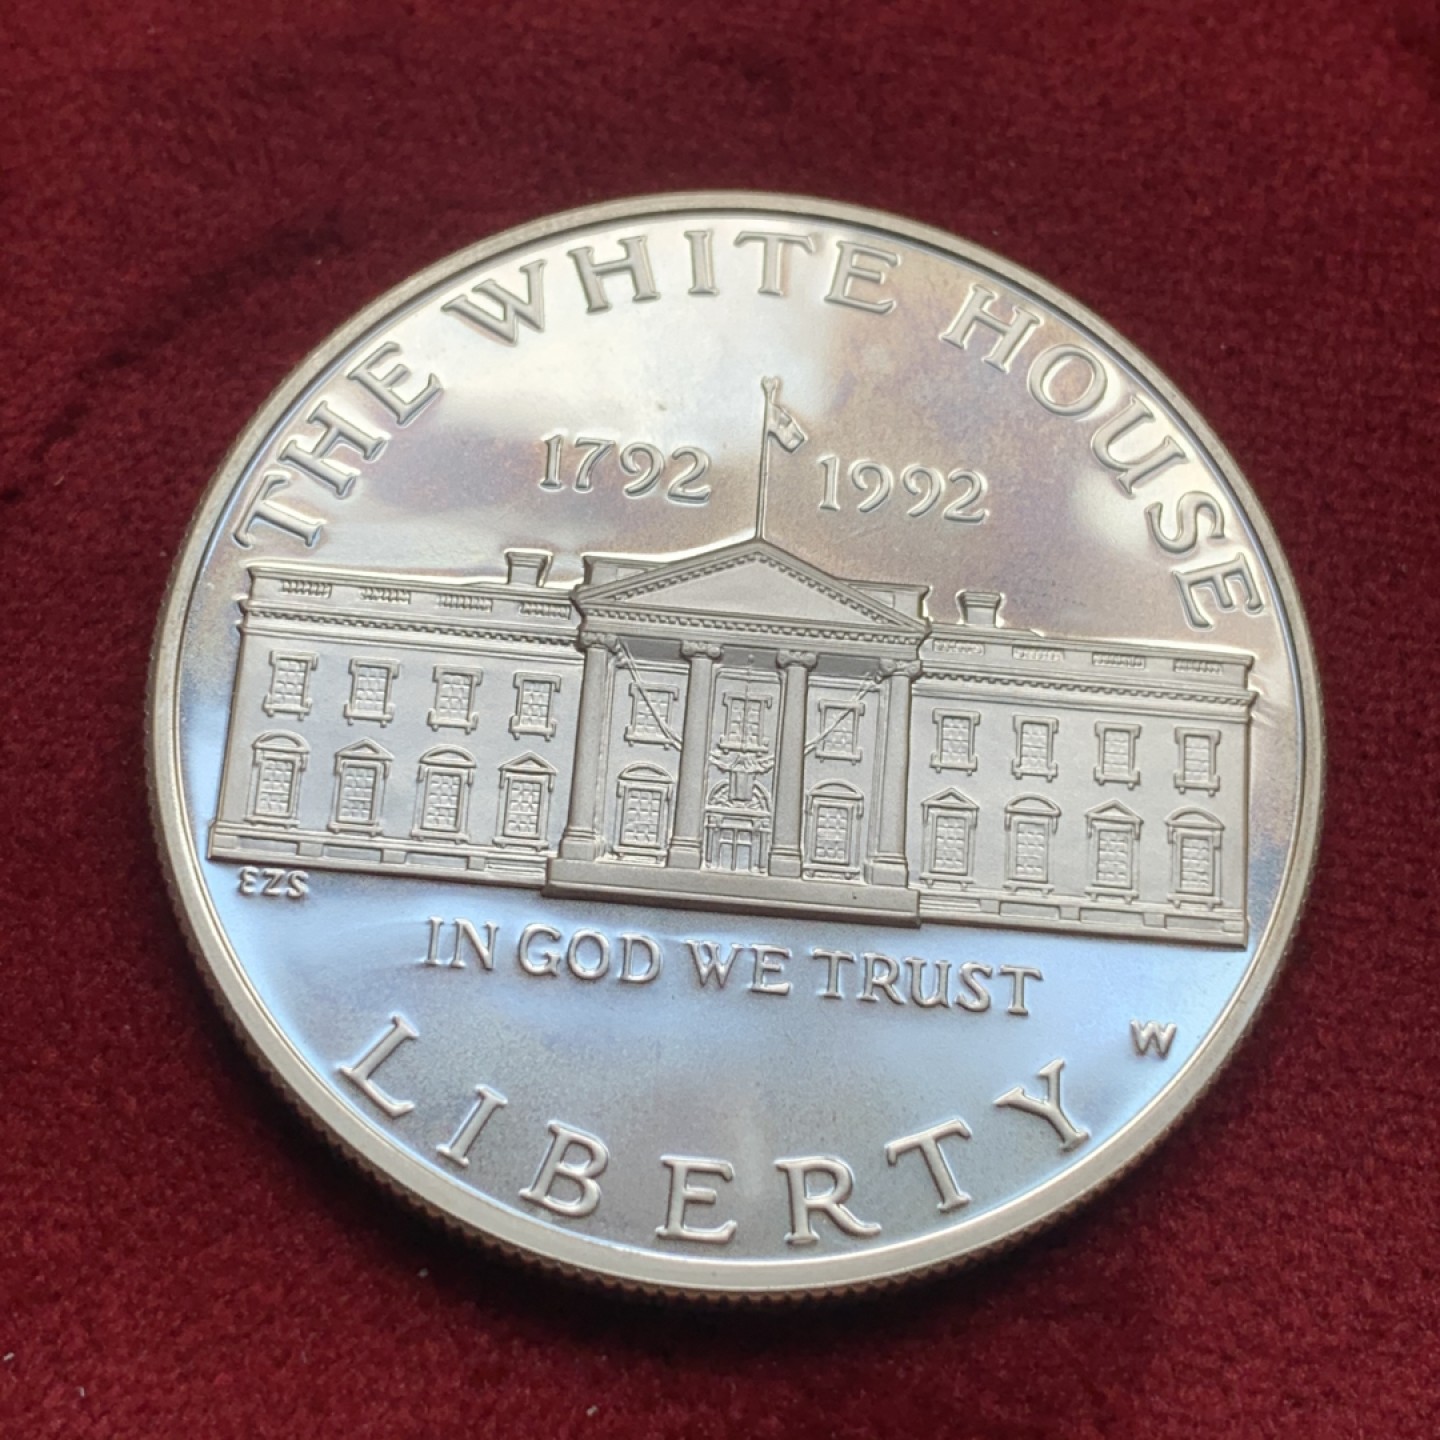 THE WHITE HOUSE
1792 1992
EZS
IN GOD WE TRUST
W
LIBERTY